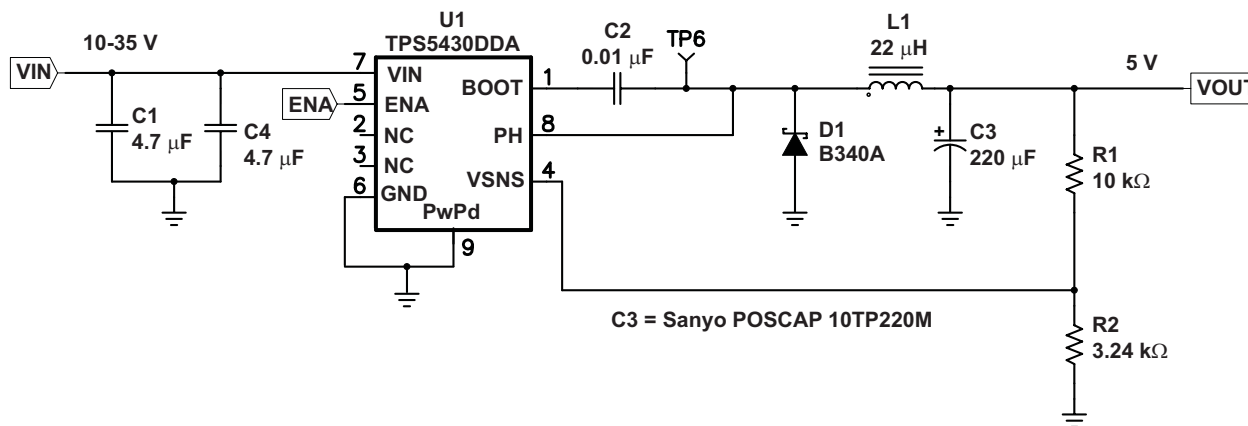 U1
TPS5430DDA
10-35 V
VIN
7
VIN
BOOT
1
C2
0.01 μF
TP6
L1
22 μH
5 V
VOUT
ENA
5
ENA
C1
4.7 μF
C4
4.7 μF
2
NC
PH
8
3
NC
VSNS
4
6
GND
PwPd
9
D1
B340A
+
C3
220 μF
R1
10 kΩ
C3 = Sanyo POSCAP 10TP220M
R2
3.24 kΩ